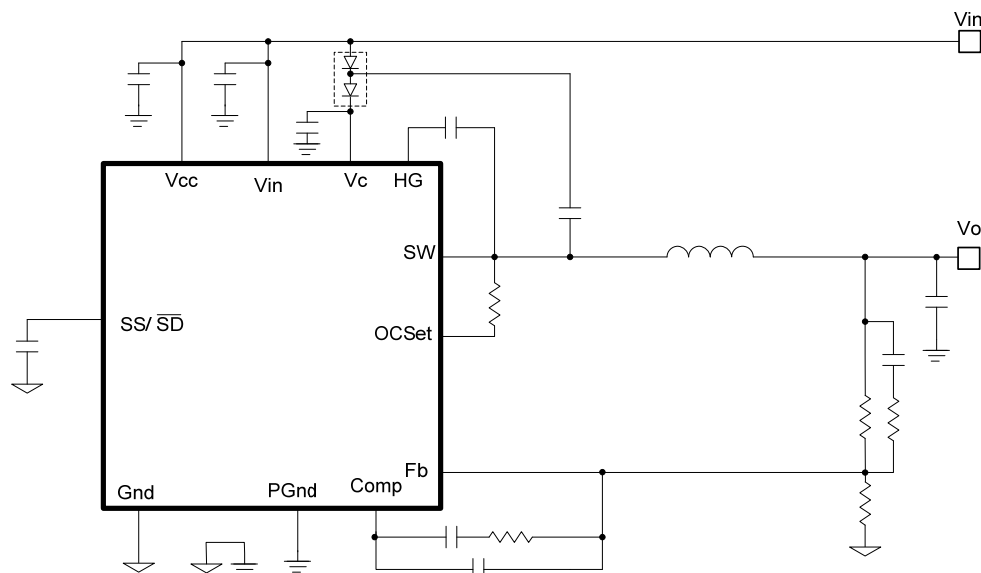 Vin
Vcc
Vin
Vc
HG
SW
Vo
SS/ SD
OCSet
Fb
Gnd
PGnd
Comp